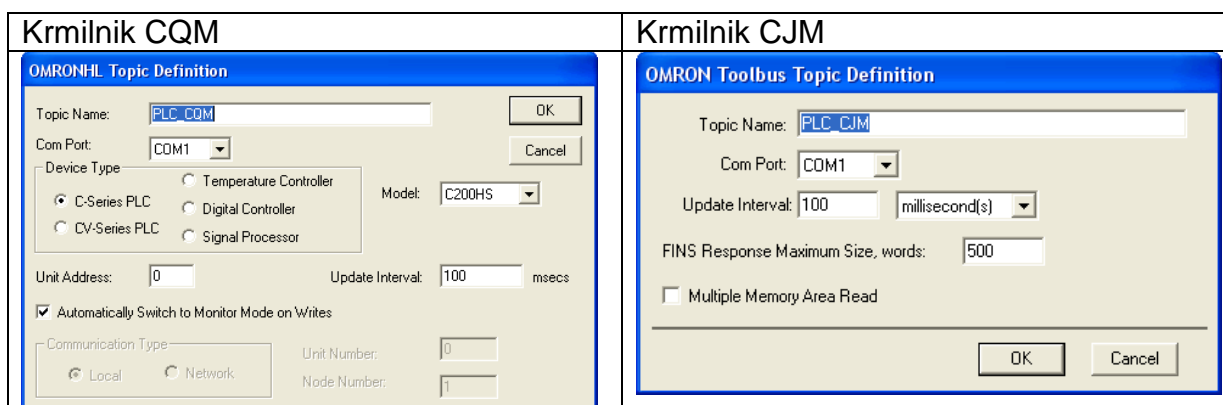 Krmilnik CQM
OMRONHL Topic Definition
Topic Name: PLC_CQM OK
Com Port: COM1 Cancel
Device Type
Temperature Controller
C-Series PLC Digital Controller Model: C200HS
CV-Series PLC Signal Processor
Unit Address: 0 Update Interval: 100 msecs
Automatically Switch to Monitor Mode on Writes
Communication Type
Local Network
Unit Number: 0
Node Number: 1
Krmilnik CJM
OMRON Toolbus Topic Definition
Topic Name: PLC_CJM
Com Port: COM1
Update Interval: 100 millisecond(s)
FINS Response Maximum Size, words: 500
Multiple Memory Area Read
OK Cancel